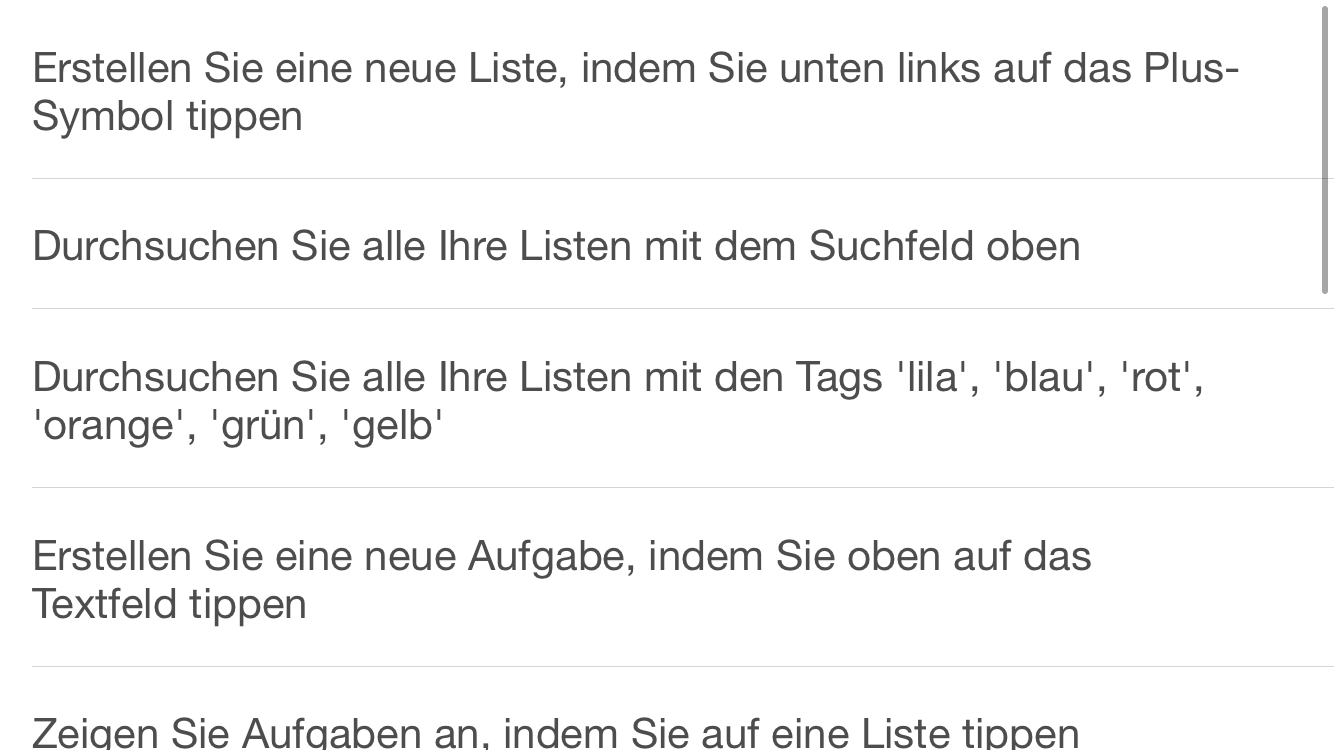 Erstellen Sie eine neue Liste, indem Sie unten links auf das Plus-
Symbol tippen
Durchsuchen Sie alle Ihre Listen mit dem Suchfeld oben
Durchsuchen Sie alle Ihre Listen mit den Tags 'lila', 'blau', 'rot',
'orange', 'grün', 'gelb'
Erstellen Sie eine neue Aufgabe, indem Sie oben auf das
Textfeld tippen
Zeigen Sie Aufgaben an, indem Sie auf eine Liste tippen